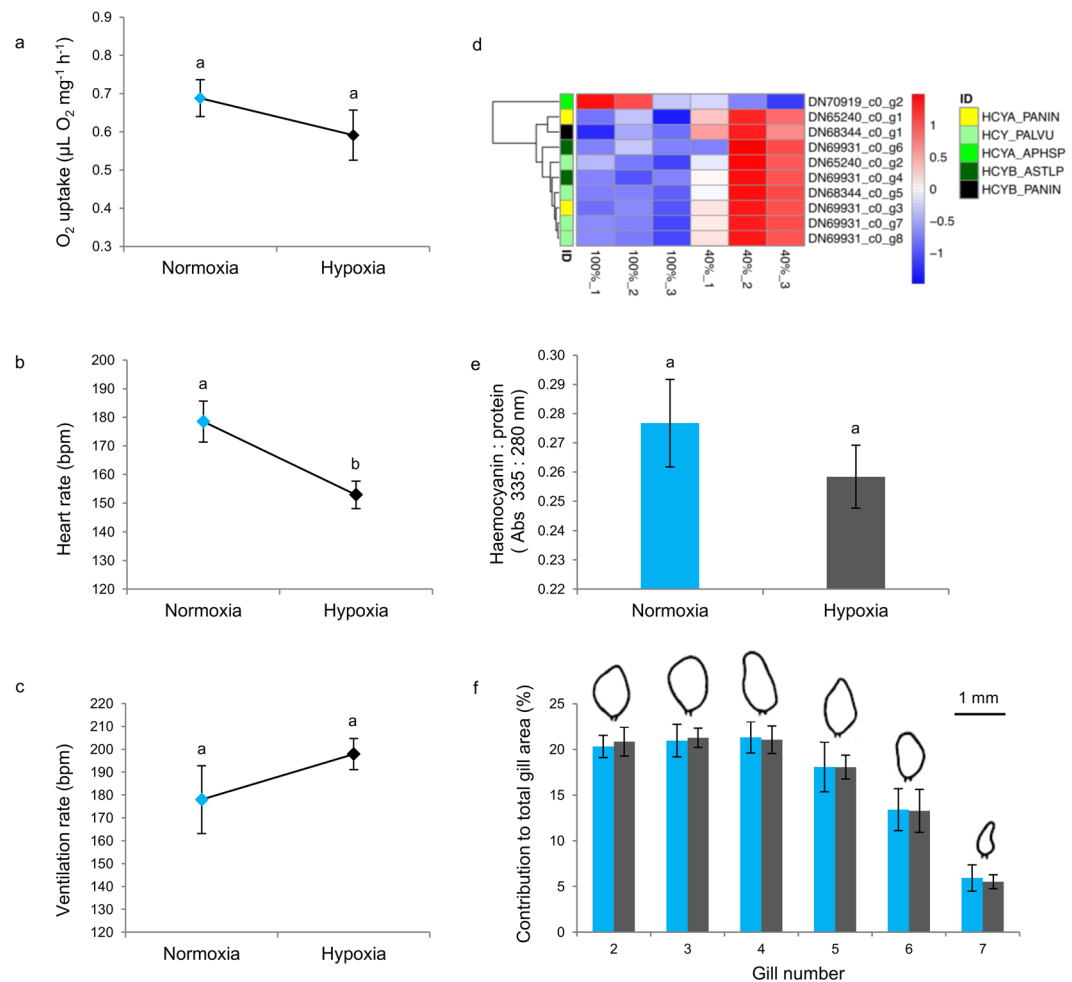 a
O₂ uptake (µL O₂ mg⁻¹ h⁻¹)
0.9
0.8
0.7
0.6
0.5
0.4
0.3
a
a
Normoxia
Hypoxia
b
Heart rate (bpm)
200
190
180
170
160
150
140
130
120
a
b
Normoxia
Hypoxia
c
Ventilation rate (bpm)
220
210
200
190
180
170
160
150
140
130
120
a
a
Normoxia
Hypoxia
d
DN70919_c0_g2
DN65240_c0_g1
DN68344_c0_g1
DN69931_c0_g6
DN65240_c0_g2
DN69931_c0_g4
DN68344_c0_g5
DN69931_c0_g3
DN69931_c0_g7
DN69931_c0_g8
ID
100%_1
100%_2
100%_3
40%_1
40%_2
40%_3
1
0.5
0
−0.5
−1
ID
HCYA_PANIN
HCY_PALVU
HCYA_APHSP
HCYB_ASTLP
HCYB_PANIN
e
Haemocyanin : protein
( Abs 335 : 280 nm)
0.30
0.29
0.28
0.27
0.26
0.25
0.24
0.23
0.22
a
a
Normoxia
Hypoxia
f
Contribution to total gill area (%)
25
20
15
10
5
0
1 mm
2
3
4
5
6
7
Gill number